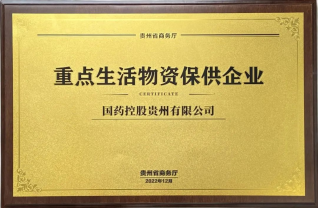 贵州省商务厅
重点生活物资保供企业
CERTIFICATE
国药控股贵州有限公司
贵州省商务厅
2022年12月